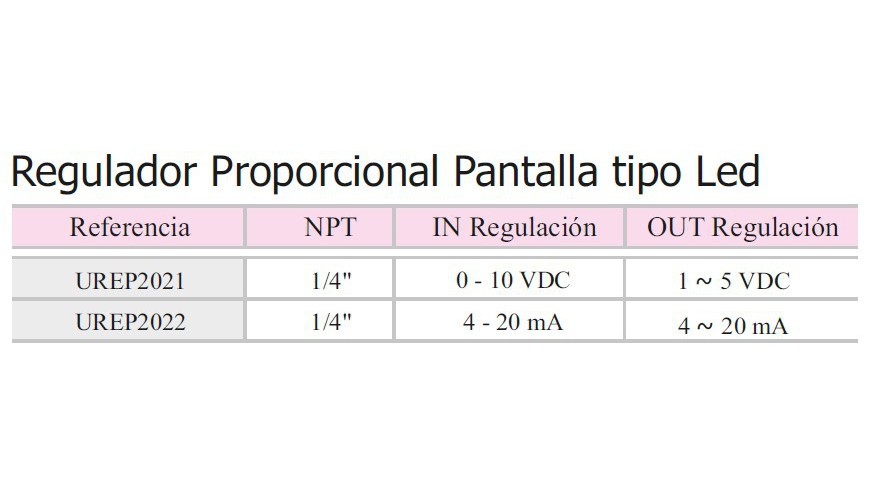 Regulador Proporcional Pantalla tipo Led
Referencia NPT IN Regulación OUT Regulación
UREP2021 1/4" 0 - 10 VDC 1 ~ 5 VDC
UREP2022 1/4" 4 - 20 mA 4 ~ 20 mA